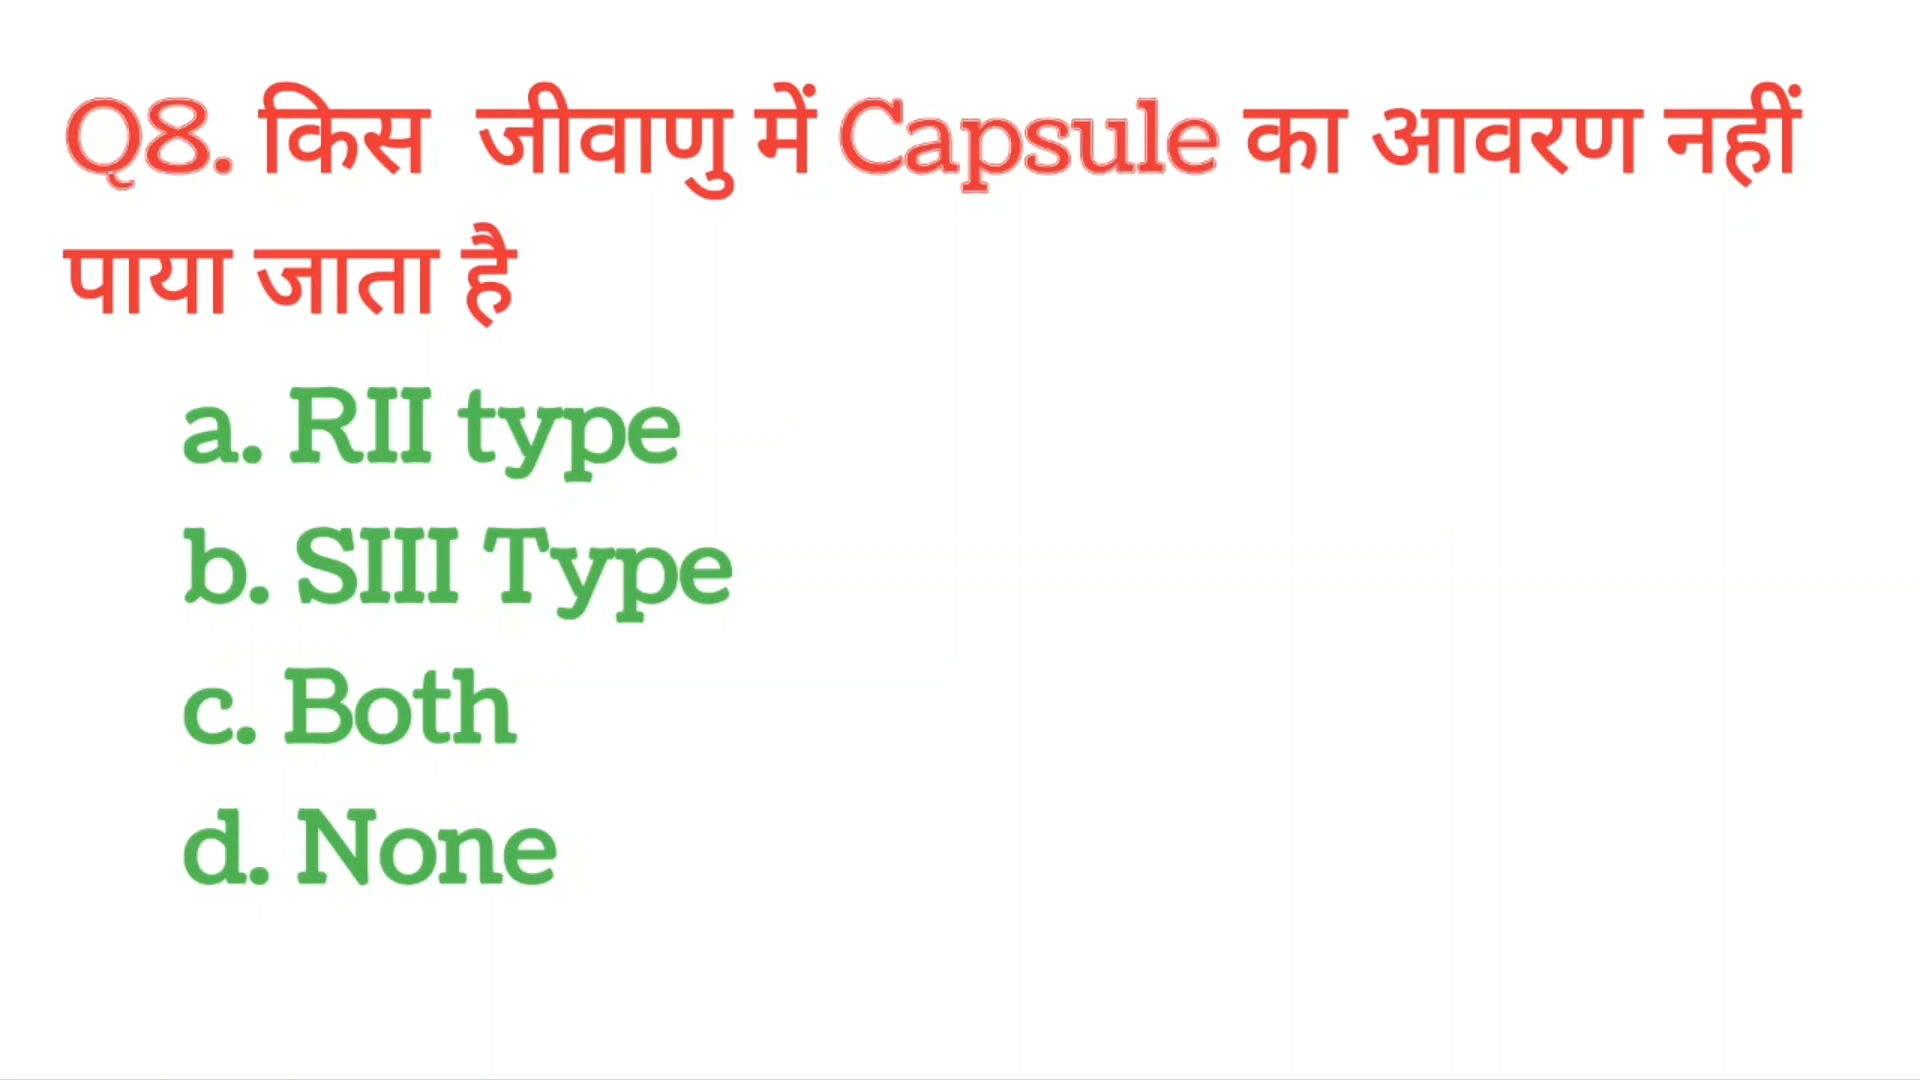 Q8. किस जीवाणु में Capsule का आवरण नहीं
पाया जाता है
a. RII type
b. SIII Type
c. Both
d. None